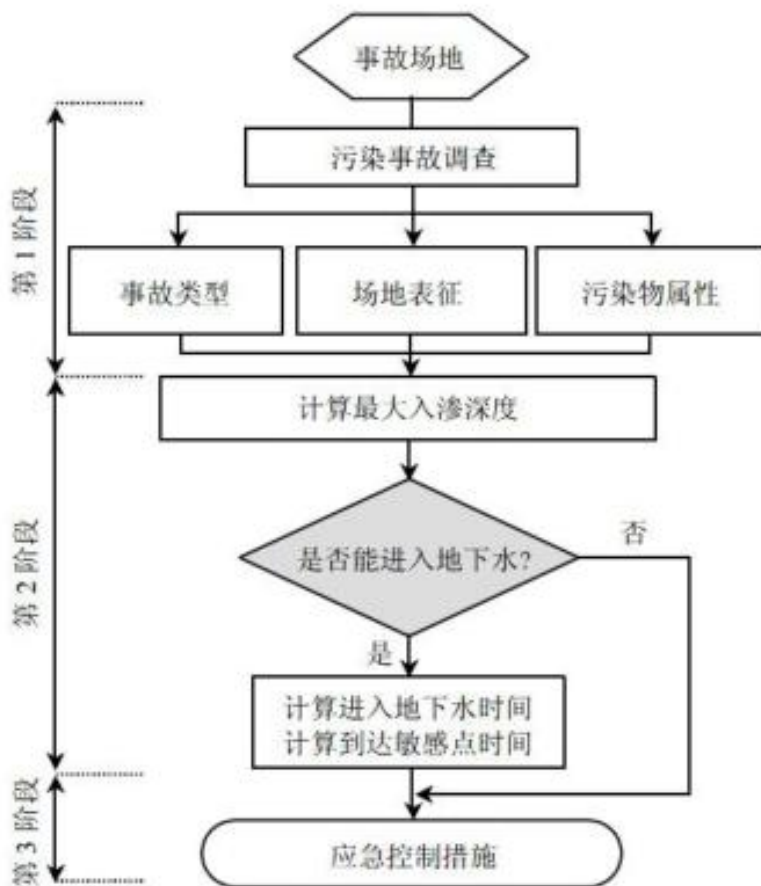 事故场地
第1阶段
污染事故调查
事故类型
场地表征
污染物属性
第2阶段
计算最大入渗深度
是否能进入地下水?
否
是
计算进入地下水时间
计算到达敏感点时间
第3阶段
应急控制措施